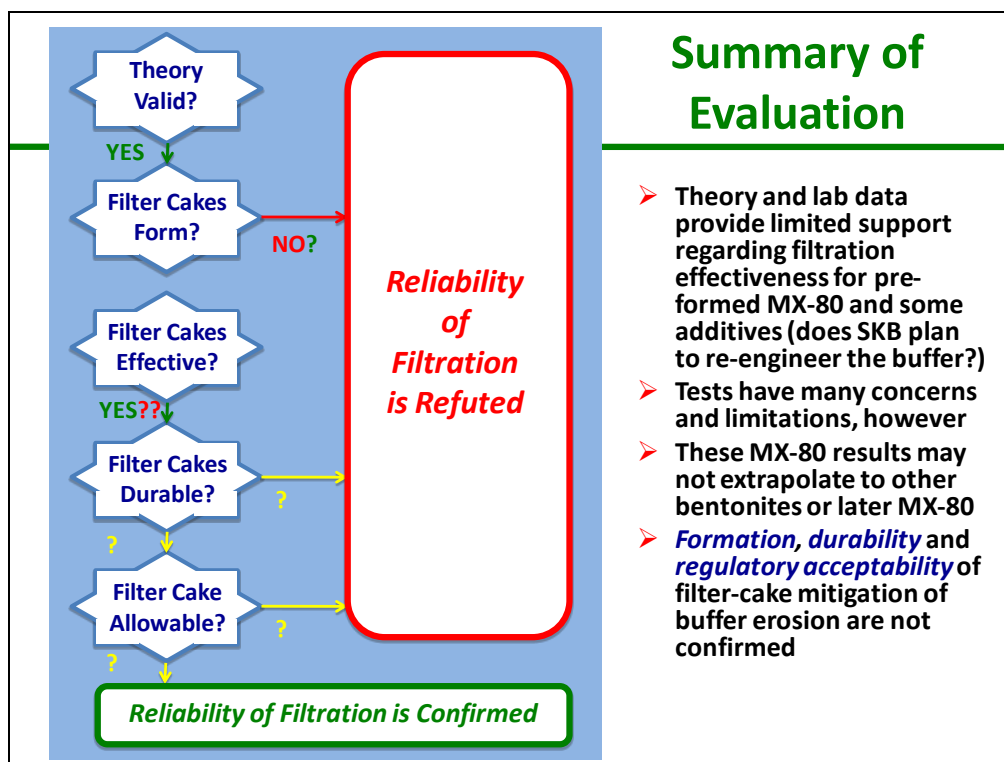 Summary of
Evaluation
Theory
Valid?
YES
Filter Cakes
Form?
NO?
Filter Cakes
Effective?
YES??
Filter Cakes
Durable?
?
?
Filter Cake
Allowable?
?
?
Reliability
of
Filtration
is Refuted
Reliability of Filtration is Confirmed
➢ Theory and lab data
provide limited support
regarding filtration
effectiveness for pre-
formed MX-80 and some
additives (does SKB plan
to re-engineer the buffer?)
➢ Tests have many concerns
and limitations, however
➢ These MX-80 results may
not extrapolate to other
bentonites or later MX-80
➢ Formation, durability and
regulatory acceptability of
filter-cake mitigation of
buffer erosion are not
confirmed